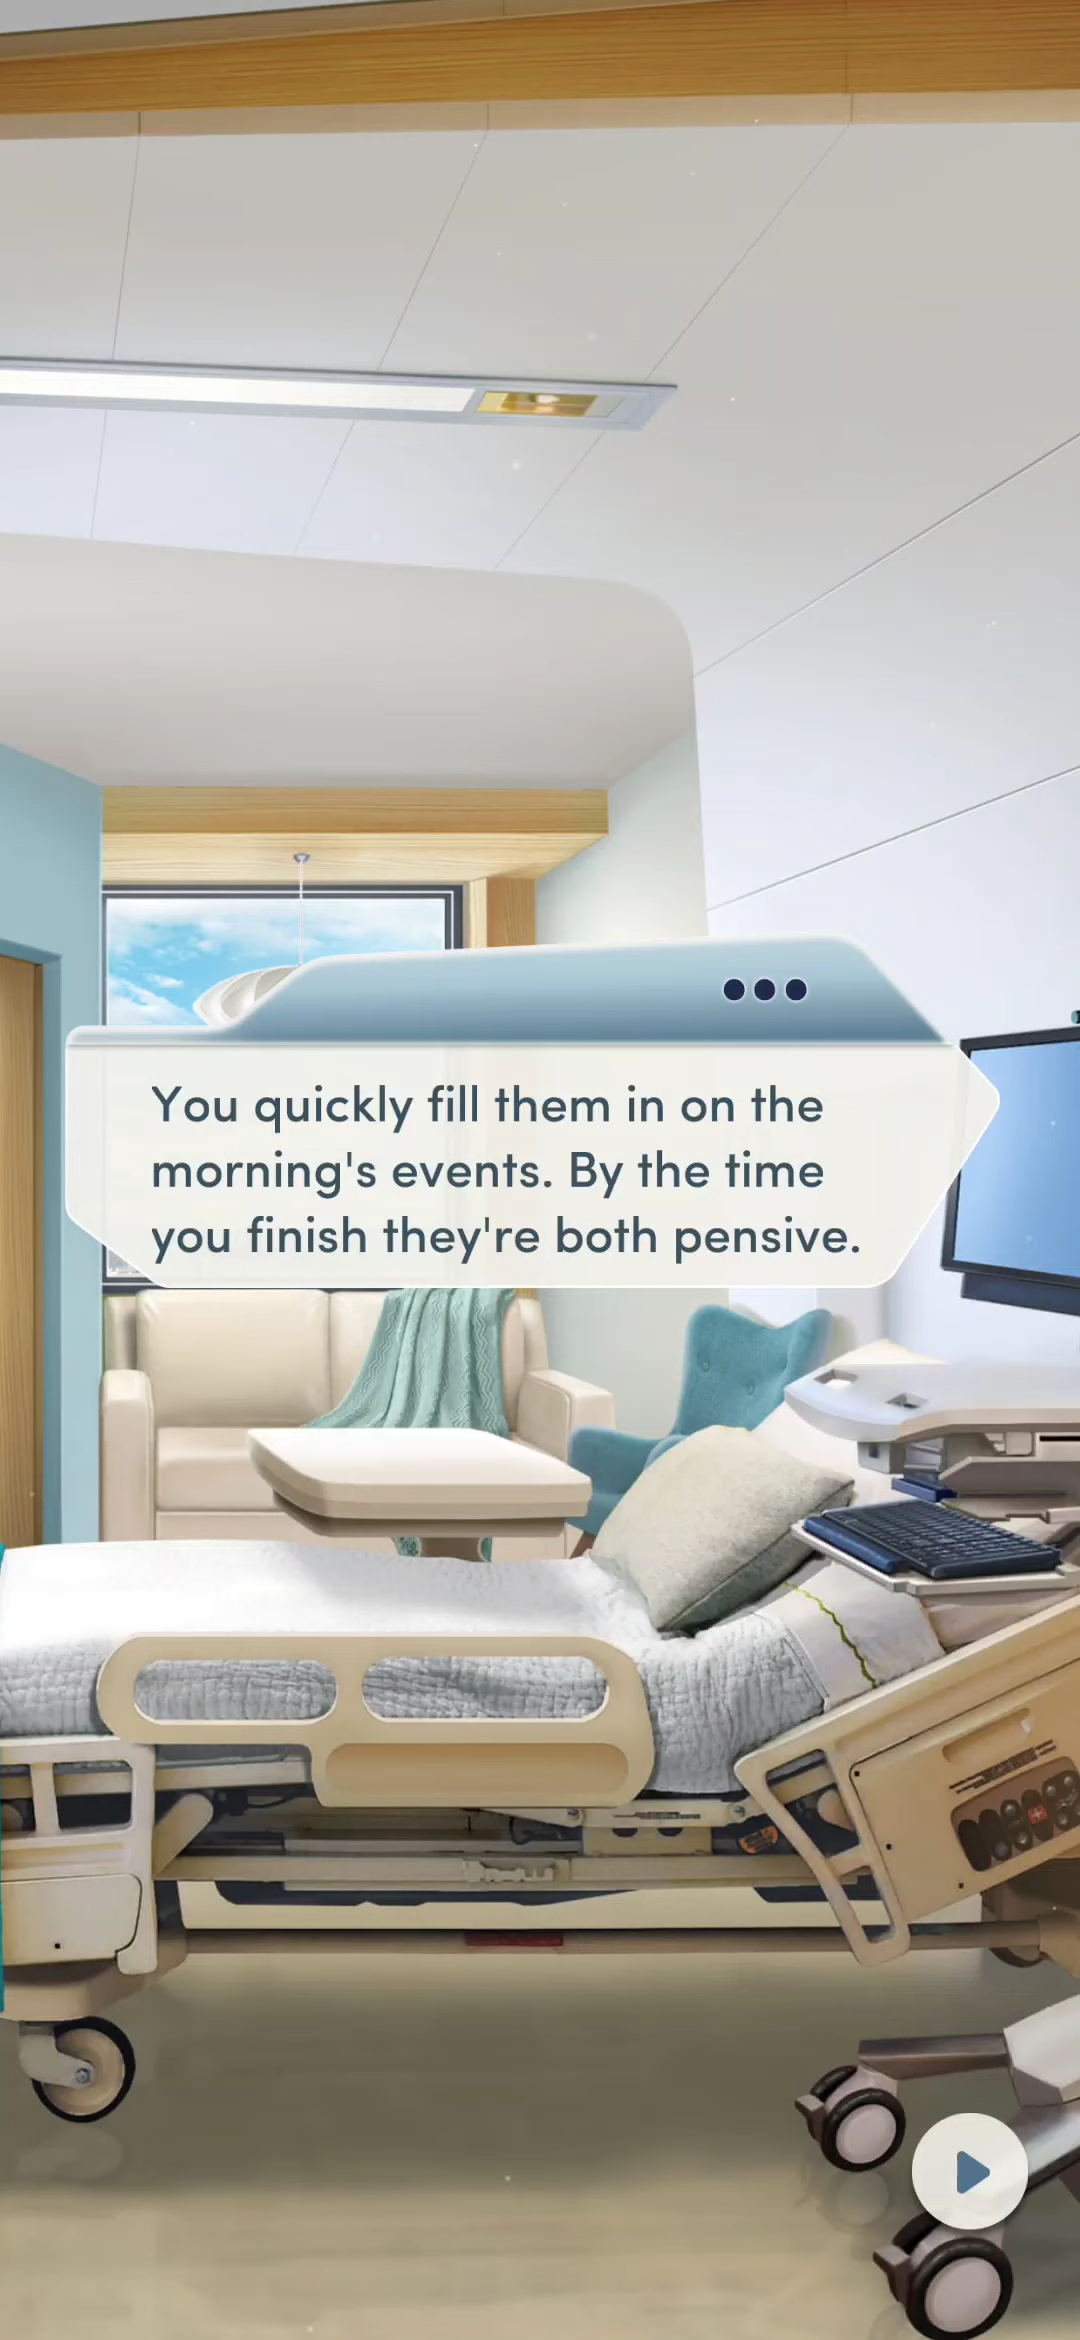 You quickly fill them in on the
morning's events. By the time
you finish they're both pensive.